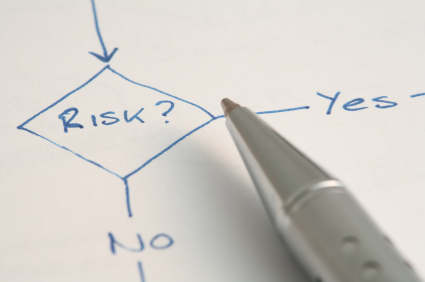 Risk?
Yes
No